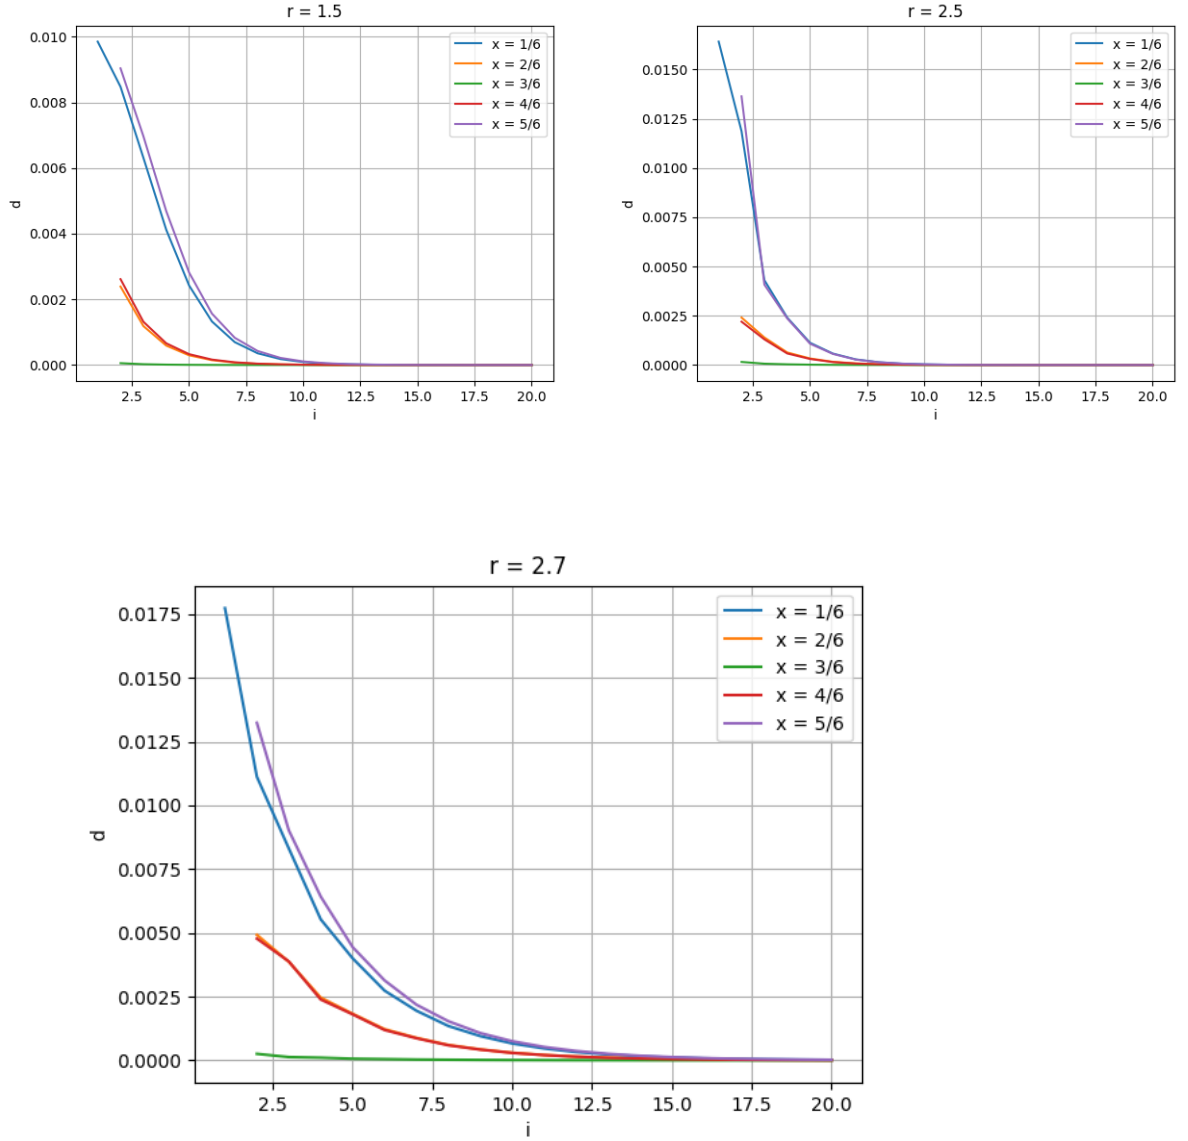 r = 1.5
0.010
0.008
0.006
0.004
0.002
0.000
d
x = 1/6
x = 2/6
x = 3/6
x = 4/6
x = 5/6
2.5 5.0 7.5 10.0 12.5 15.0 17.5 20.0
i
r = 2.5
0.0150
0.0125
0.0100
0.0075
0.0050
0.0025
0.0000
d
x = 1/6
x = 2/6
x = 3/6
x = 4/6
x = 5/6
2.5 5.0 7.5 10.0 12.5 15.0 17.5 20.0
i
r = 2.7
0.0175
0.0150
0.0125
0.0100
0.0075
0.0050
0.0025
0.0000
d
x = 1/6
x = 2/6
x = 3/6
x = 4/6
x = 5/6
2.5 5.0 7.5 10.0 12.5 15.0 17.5 20.0
i